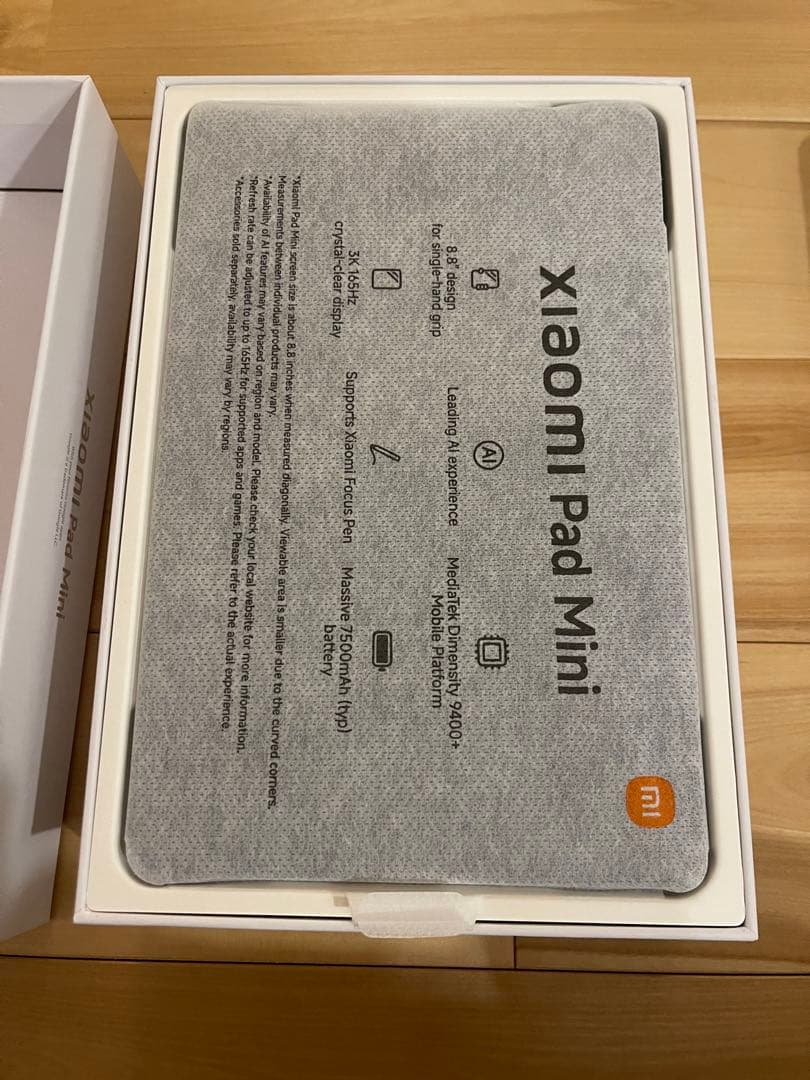 xiaomi Pad Mini
8.8" design
for single-hand grip
AI
Leading AI experience
MediaTek Dimensity 9400+
Mobile Platform
3K 165Hz
crystal-clear display
Supports Xiaomi Focus Pen
Massive 7500mAh (typ)
battery
*Xiaomi Pad Mini screen size is about 8.8 inches when measured diagonally. Viewable area is smaller due to the curved corners.
Measurements between individual products may vary.
*Availability of AI features may vary based on region and model. Please check your local website for more information.
*Refresh rate can be adjusted to up to 165Hz for supported apps and games. Please refer to the actual experience.
*Accessories sold separately, availability may vary by regions.
mi
xiaomi Pad Mini